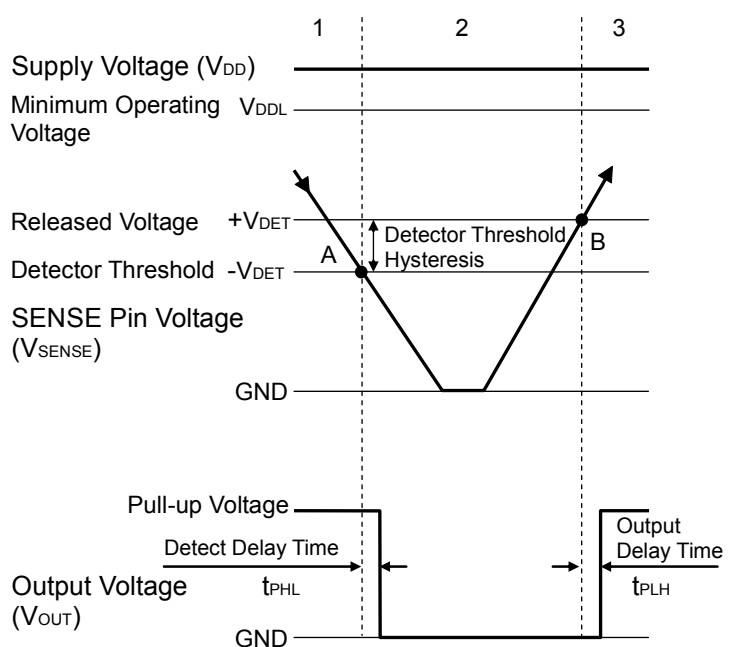 1 2 3
Supply Voltage (VDD)
Minimum Operating VDDL
Voltage
Released Voltage +VDET
Detector Threshold
Hysteresis
A
B
Detector Threshold -VDET
SENSE Pin Voltage
(VSENSE)
GND
Pull-up Voltage
Detect Delay Time
tPHL
Output
Delay Time
tPLH
Output Voltage
(VOUT)
GND